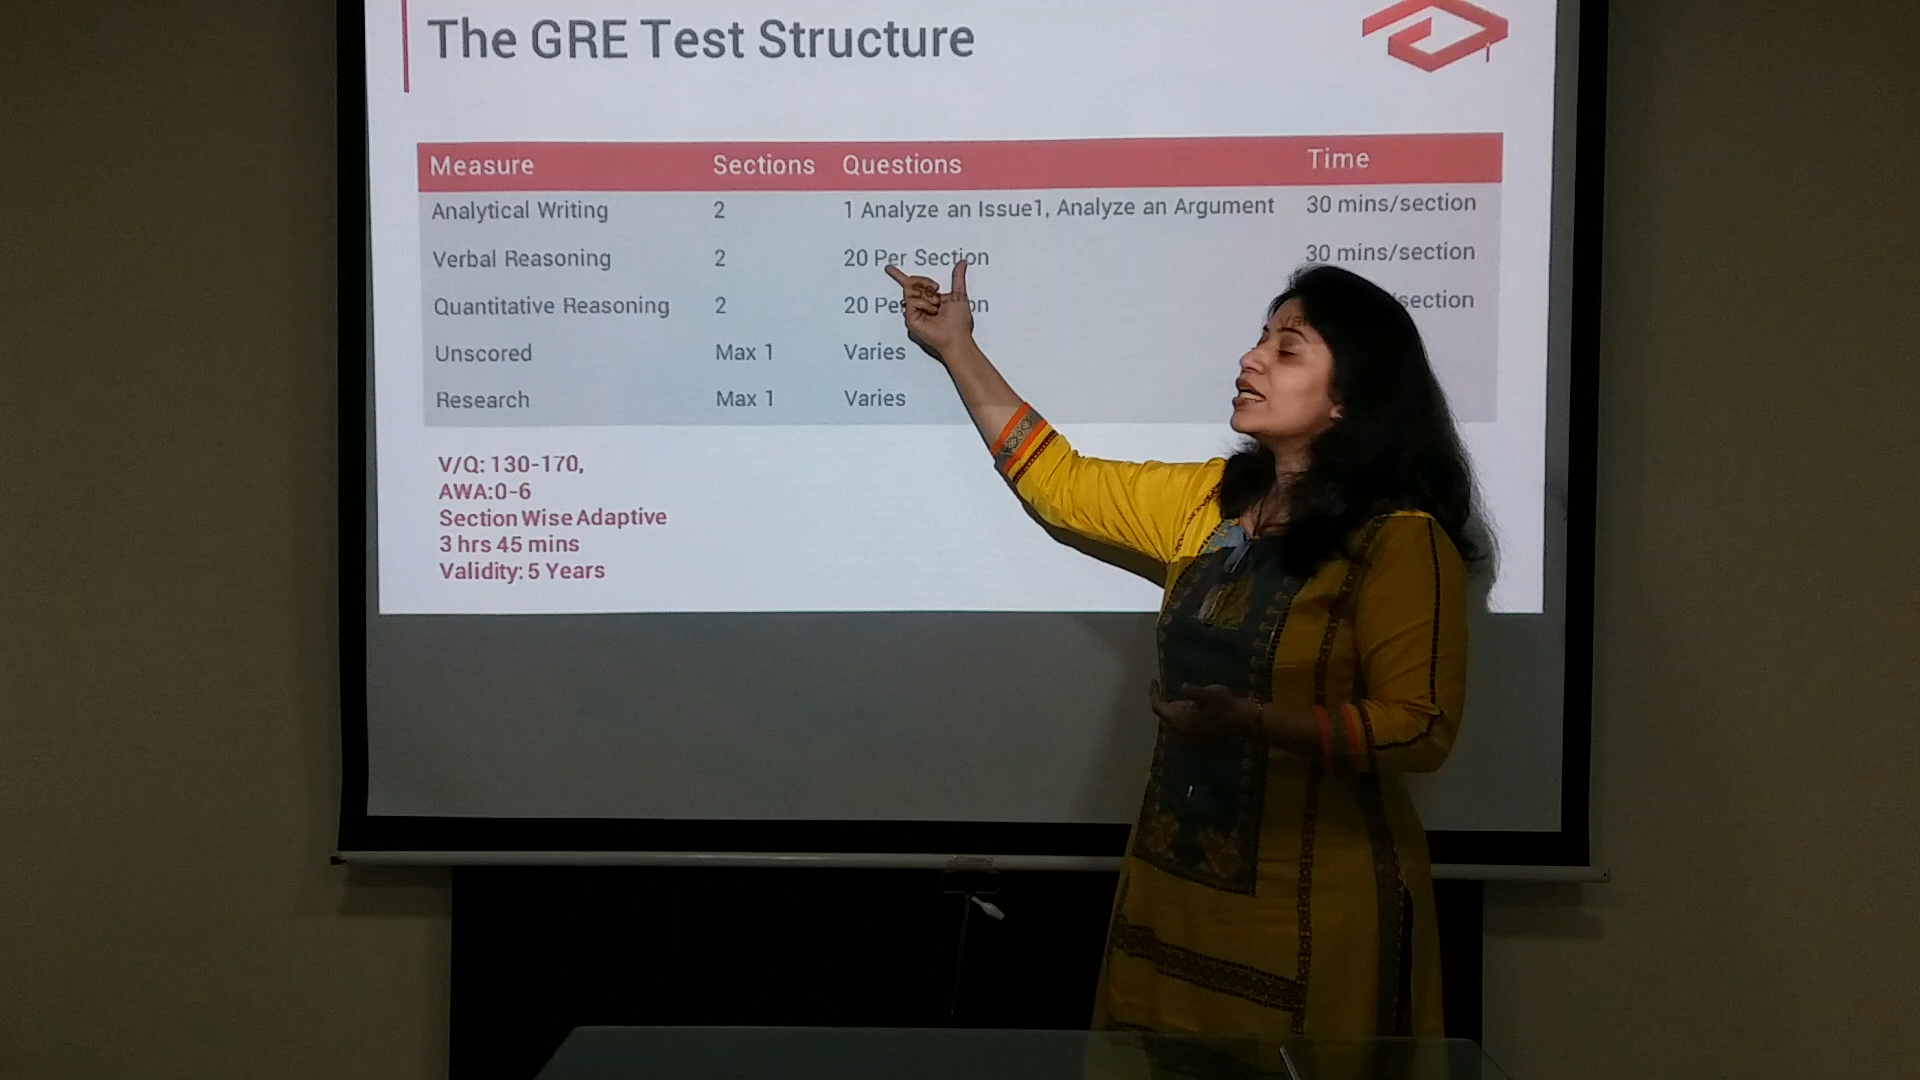 The GRE Test Structure
Measure Sections Questions Time
Analytical Writing 2 1 Analyze an Issue1, Analyze an Argument 30 mins/section
Verbal Reasoning 2 20 Per Section 30 mins/section
Quantitative Reasoning 2 20 /section
Unscored Max 1 Varies
Research Max 1 Varies
V/Q: 130-170,
AWA:0-6
Section Wise Adaptive
3 hrs 45 mins
Validity: 5 Years